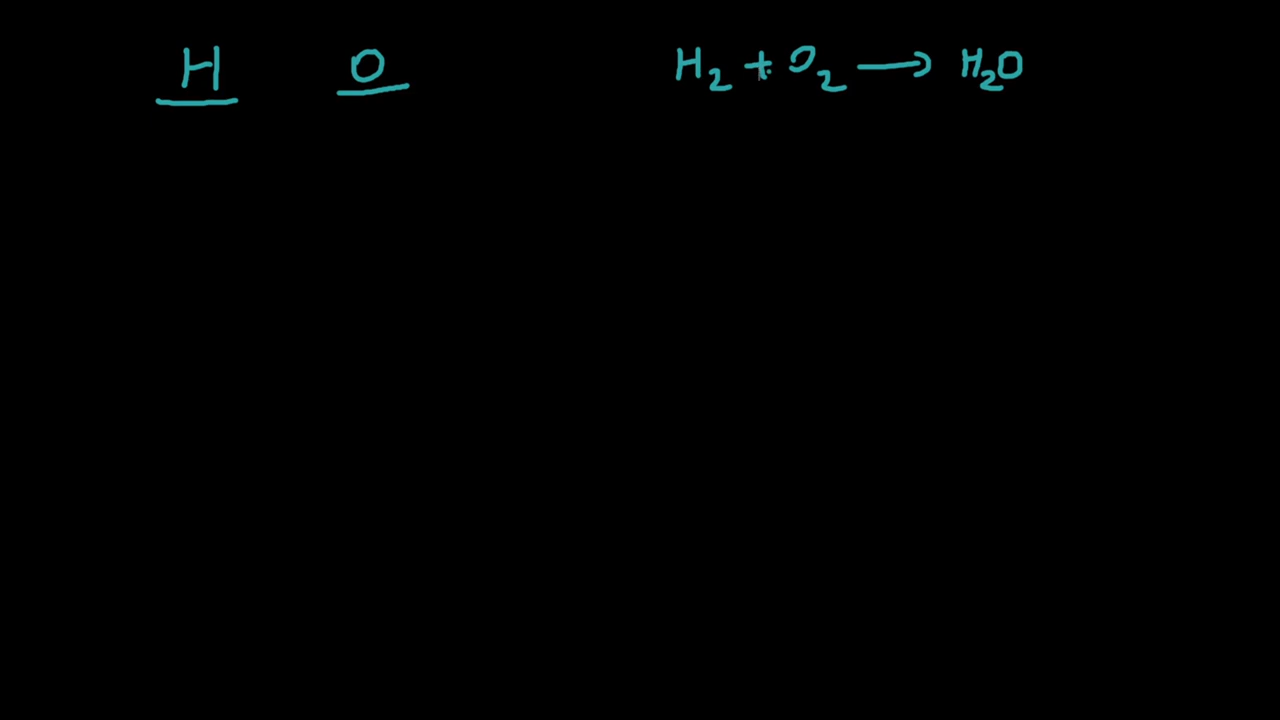 H O H₂ + O₂ → H₂O